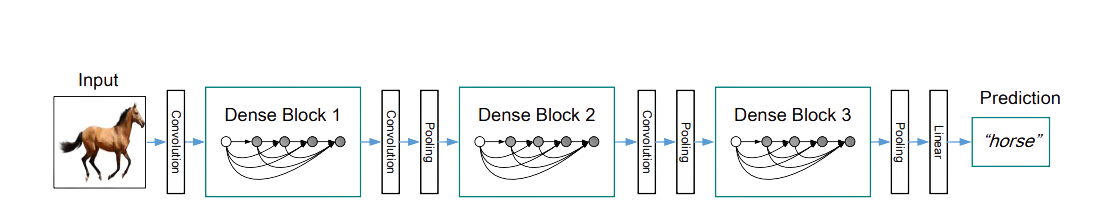 Input
Convolution
Dense Block 1
Convolution
Pooling
Dense Block 2
Convolution
Pooling
Dense Block 3
Pooling
Linear
Prediction
“horse”